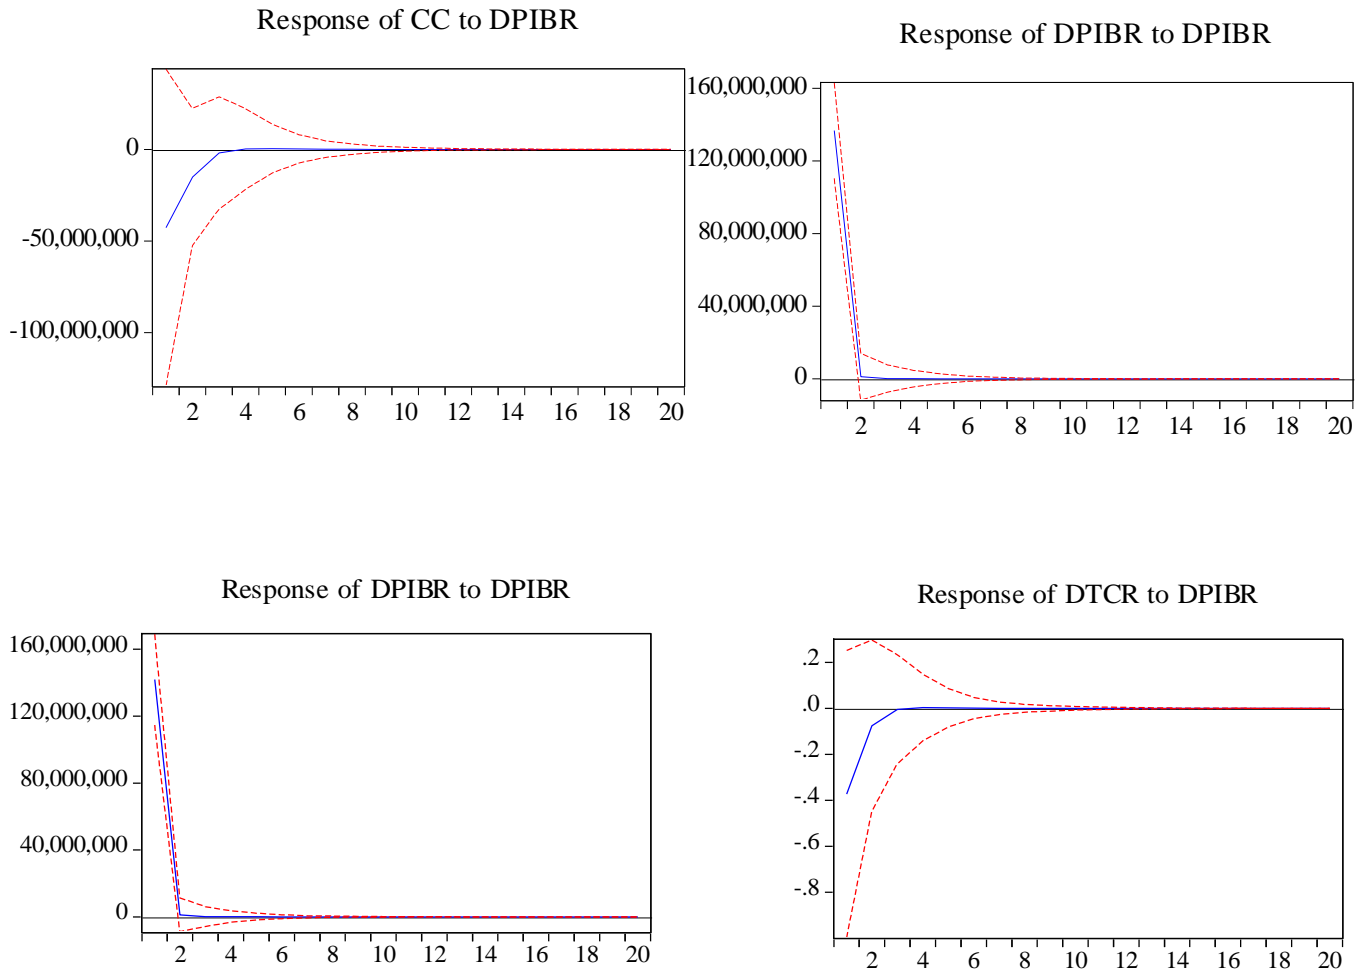 Response of CC to DPIBR
0
-50,000,000
-100,000,000
2 4 6 8 10 12 14 16 18 20
Response of DPIBR to DPIBR
160,000,000
120,000,000
80,000,000
40,000,000
0
2 4 6 8 10 12 14 16 18 20
Response of DPIBR to DPIBR
160,000,000
120,000,000
80,000,000
40,000,000
0
2 4 6 8 10 12 14 16 18 20
Response of DTCR to DPIBR
.2
.0
-.2
-.4
-.6
-.8
2 4 6 8 10 12 14 16 18 20